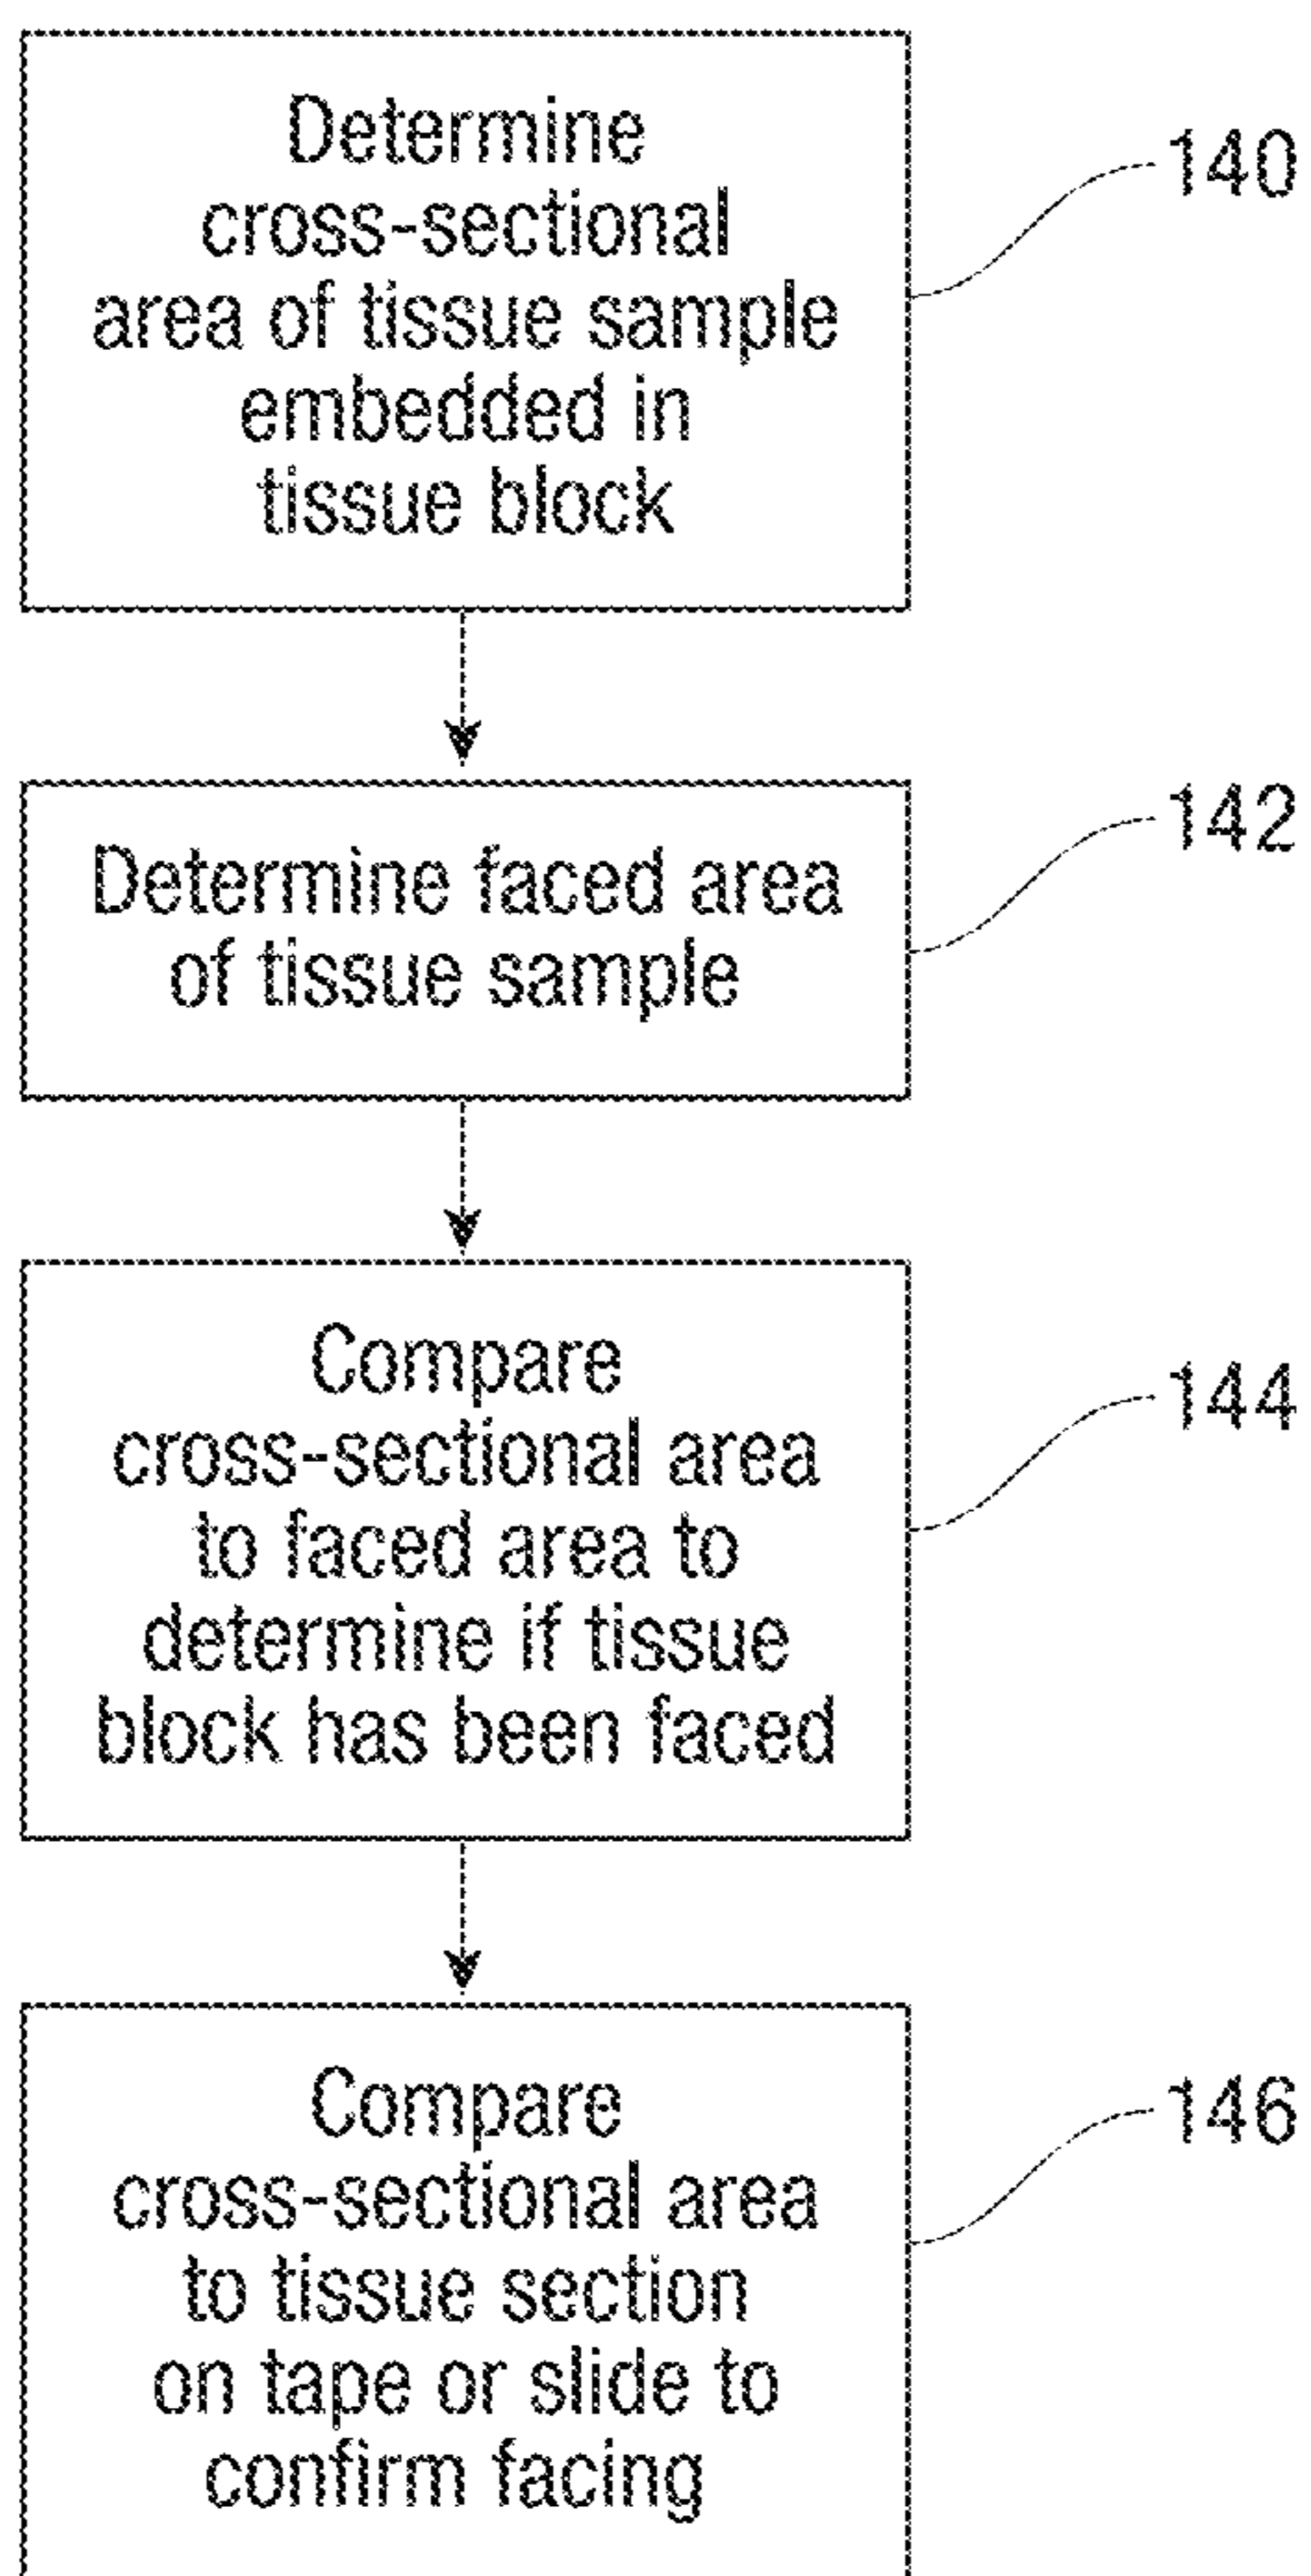 Determine
cross-sectional
area of tissue sample
embedded in
tissue block
140
Determine faced area
of tissue sample
142
Compare
cross-sectional area
to faced area to
determine if tissue
block has been faced
144
Compare
cross-sectional area
to tissue section
on tape or slide to
confirm facing
146